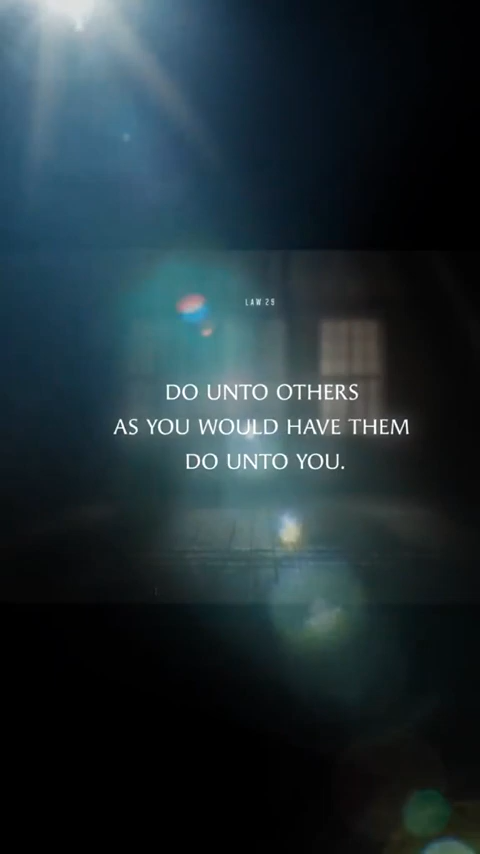 LAW 29
DO UNTO OTHERS
AS YOU WOULD HAVE THEM
DO UNTO YOU.